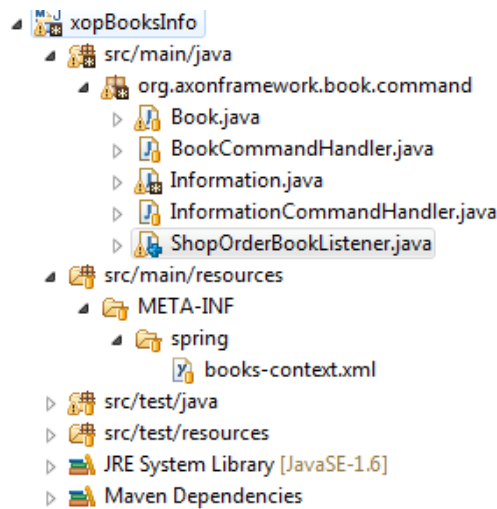 xopBooksInfo
src/main/java
org.axonframework.book.command
Book.java
BookCommandHandler.java
Information.java
InformationCommandHandler.java
ShopOrderBookListener.java
src/main/resources
META-INF
spring
books-context.xml
src/test/java
src/test/resources
JRE System Library [JavaSE-1.6]
Maven Dependencies